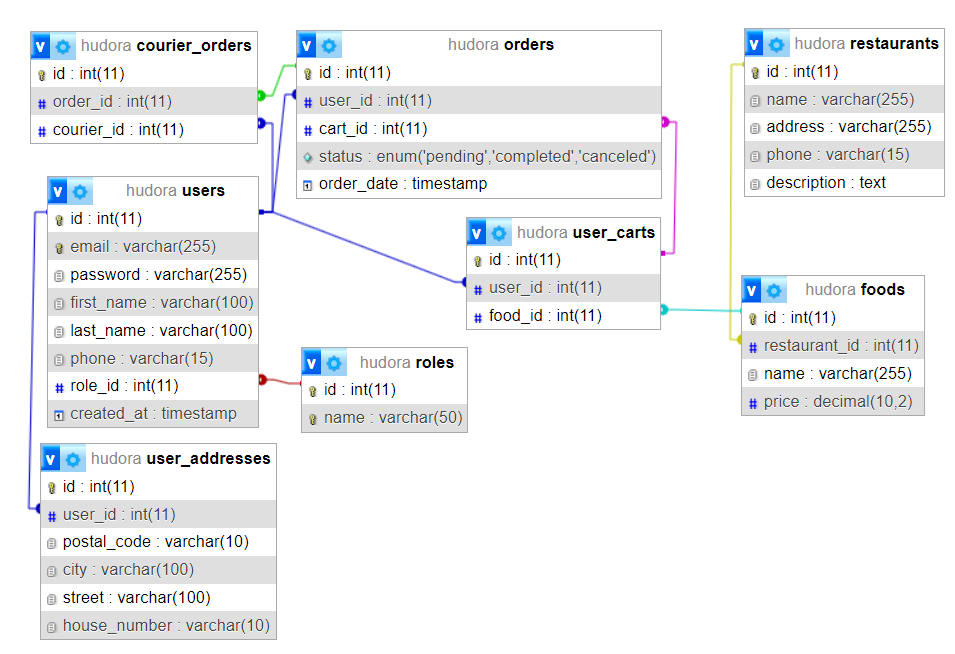 v hudora courier_orders
id : int(11)
order_id : int(11)
courier_id : int(11)
v hudora orders
id : int(11)
user_id : int(11)
cart_id : int(11)
status : enum('pending','completed','canceled')
order_date : timestamp
v hudora restaurants
id : int(11)
name : varchar(255)
address : varchar(255)
phone : varchar(15)
description : text
v hudora users
id : int(11)
email : varchar(255)
password : varchar(255)
first_name : varchar(100)
last_name : varchar(100)
phone : varchar(15)
role_id : int(11)
created_at : timestamp
v hudora user_carts
id : int(11)
user_id : int(11)
food_id : int(11)
v hudora foods
id : int(11)
restaurant_id : int(11)
name : varchar(255)
price : decimal(10,2)
v hudora roles
id : int(11)
name : varchar(50)
v hudora user_addresses
id : int(11)
user_id : int(11)
postal_code : varchar(10)
city : varchar(100)
street : varchar(100)
house_number : varchar(10)